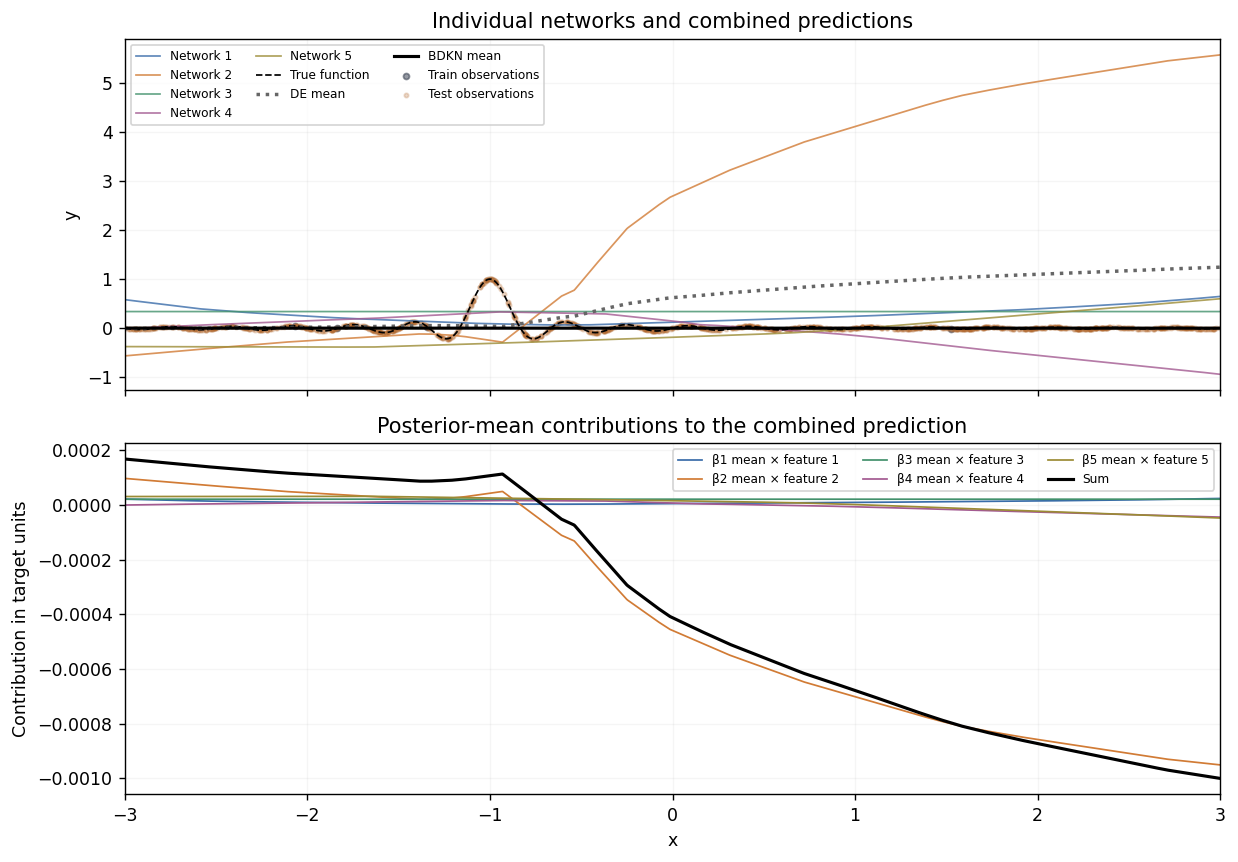 Individual networks and combined predictions
Network 1
Network 2
Network 3
Network 4
Network 5
True function
DE mean
BDKN mean
Train observations
Test observations
y
5
4
3
2
1
0
−1
Posterior-mean contributions to the combined prediction
β1 mean × feature 1
β2 mean × feature 2
β3 mean × feature 3
β4 mean × feature 4
β5 mean × feature 5
Sum
Contribution in target units
0.0002
0.0000
−0.0002
−0.0004
−0.0006
−0.0008
−0.0010
−3
−2
−1
0
1
2
3
x